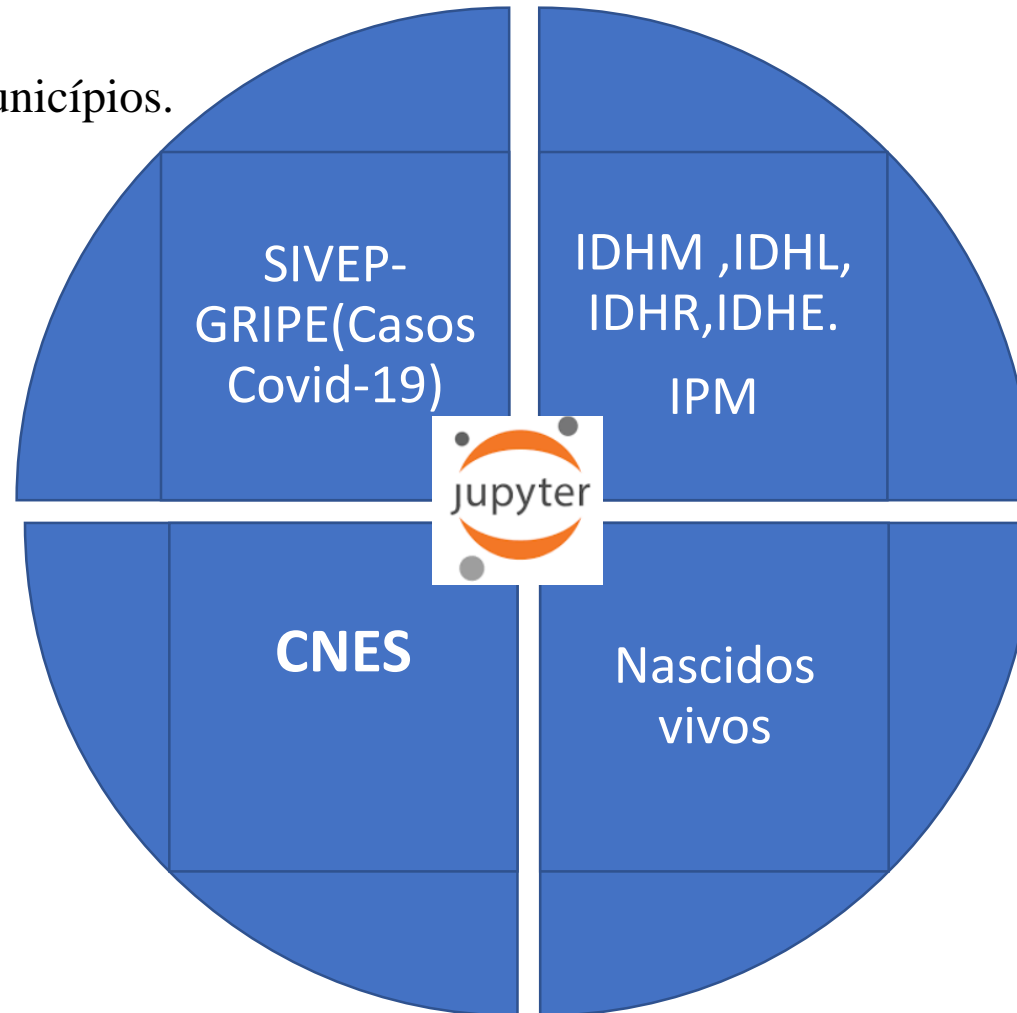 unicípios.
SIVEP-
GRIPE(Casos
Covid-19)
IDHM ,IDHL,
IDHR,IDHE.
IPM
jupyter
CNES
Nascidos
vivos